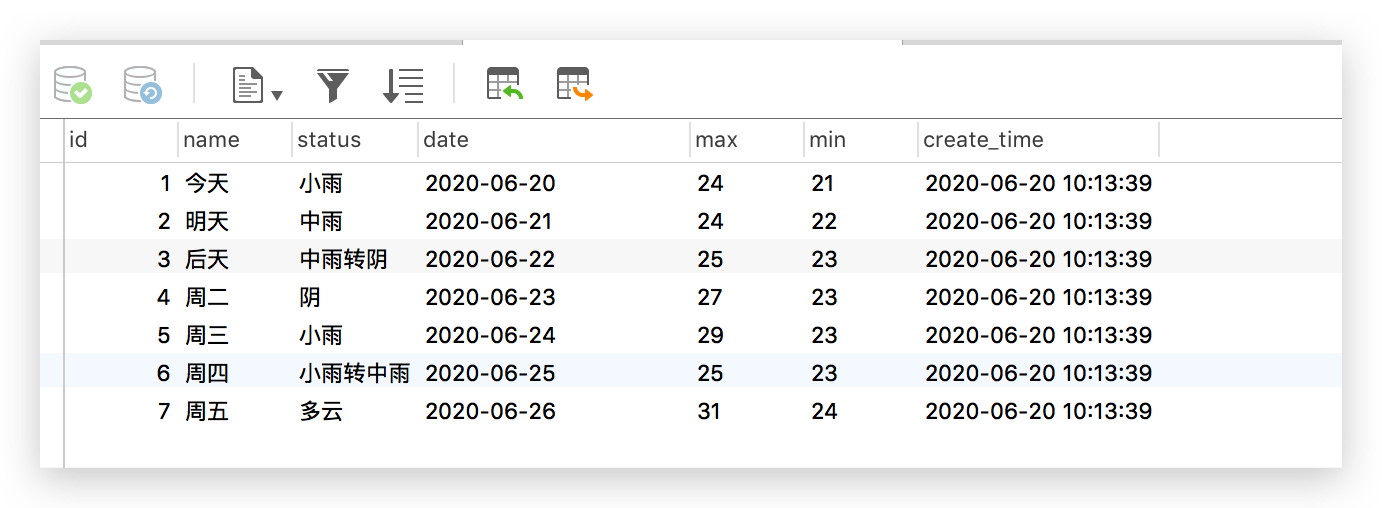 id name status date max min create_time
1 今天 小雨 2020-06-20 24 21 2020-06-20 10:13:39
2 明天 中雨 2020-06-21 24 22 2020-06-20 10:13:39
3 后天 中雨转阴 2020-06-22 25 23 2020-06-20 10:13:39
4 周二 阴 2020-06-23 27 23 2020-06-20 10:13:39
5 周三 小雨 2020-06-24 29 23 2020-06-20 10:13:39
6 周四 小雨转中雨 2020-06-25 25 23 2020-06-20 10:13:39
7 周五 多云 2020-06-26 31 24 2020-06-20 10:13:39